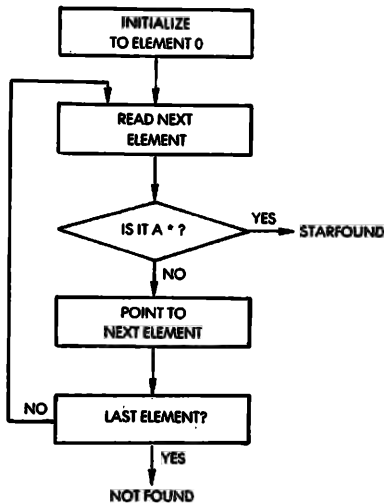 INITIALIZE
TO ELEMENT 0
READ NEXT
ELEMENT
IS IT A * ?
YES
STARFOUND
NO
POINT TO
NEXT ELEMENT
LAST ELEMENT?
NO
YES
NOT FOUND